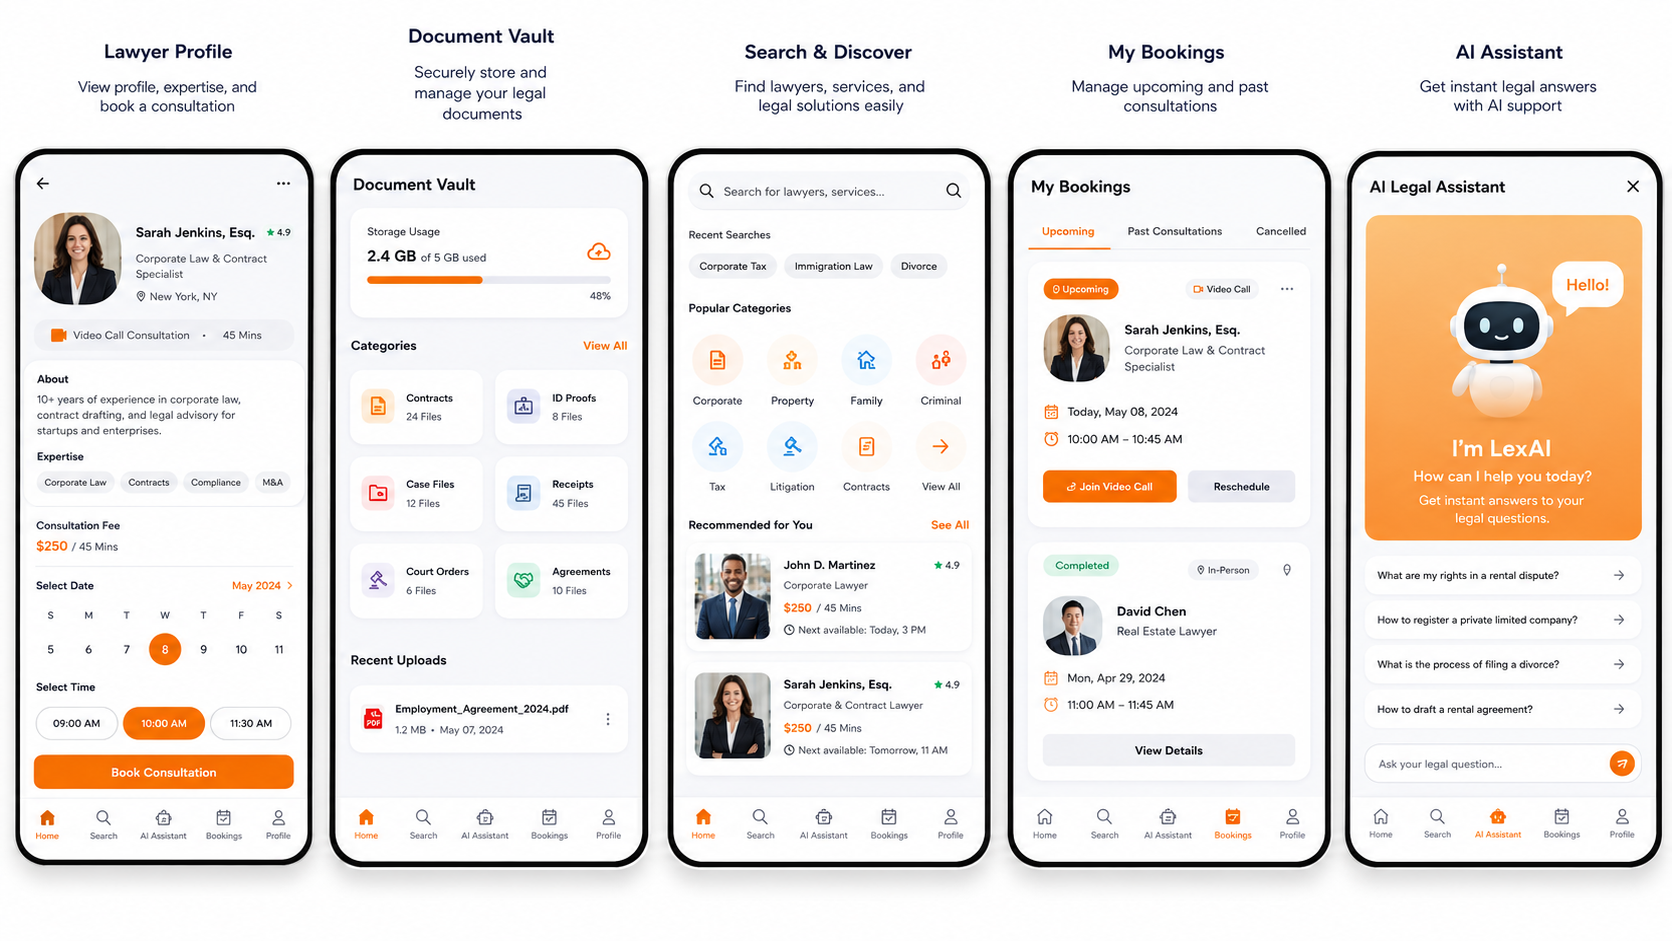 Lawyer Profile
View profile, expertise, and
book a consultation
Sarah Jenkins, Esq.
4.9
Corporate Law & Contract
Specialist
New York, NY
Video Call Consultation • 45 Mins
About
10+ years of experience in corporate law,
contract drafting, and legal advisory for
startups and enterprises.
Expertise
Corporate Law
Contracts
Compliance
M&A
Consultation Fee
$250 / 45 Mins
Select Date
May 2024
S M T W T F S
5 6 7 8 9 10 11
Select Time
09:00 AM
10:00 AM
11:30 AM
Book Consultation
Home
Search
AI Assistant
Bookings
Profile
Document Vault
Securely store and
manage your legal
documents
Document Vault
Storage Usage
2.4 GB of 5 GB used
48%
Categories
View All
Contracts
24 Files
ID Proofs
8 Files
Case Files
12 Files
Receipts
45 Files
Court Orders
6 Files
Agreements
10 Files
Recent Uploads
PDF
Employment_Agreement_2024.pdf
1.2 MB • May 07, 2024
Home
Search
AI Assistant
Bookings
Profile
Search & Discover
Find lawyers, services, and
legal solutions easily
Search for lawyers, services...
Recent Searches
Corporate Tax
Immigration Law
Divorce
Popular Categories
Corporate
Property
Family
Criminal
Tax
Litigation
Contracts
View All
Recommended for You
See All
John D. Martinez
4.9
Corporate Lawyer
$250 / 45 Mins
Next available: Today, 3 PM
Sarah Jenkins, Esq.
4.9
Corporate & Contract Lawyer
$250 / 45 Mins
Next available: Tomorrow, 11 AM
Home
Search
AI Assistant
Bookings
Profile
My Bookings
Manage upcoming and past
consultations
My Bookings
Upcoming
Past Consultations
Cancelled
Upcoming
Video Call
Sarah Jenkins, Esq.
Corporate Law & Contract
Specialist
Today, May 08, 2024
10:00 AM – 10:45 AM
Join Video Call
Reschedule
Completed
In-Person
David Chen
Real Estate Lawyer
Mon, Apr 29, 2024
11:00 AM – 11:45 AM
View Details
Home
Search
AI Assistant
Bookings
Profile
AI Assistant
Get instant legal answers
with AI support
AI Legal Assistant
Hello!
I'm LexAI
How can I help you today?
Get instant answers to your
legal questions.
What are my rights in a rental dispute?
How to register a private limited company?
What is the process of filing a divorce?
How to draft a rental agreement?
Ask your legal question...
Home
Search
AI Assistant
Bookings
Profile